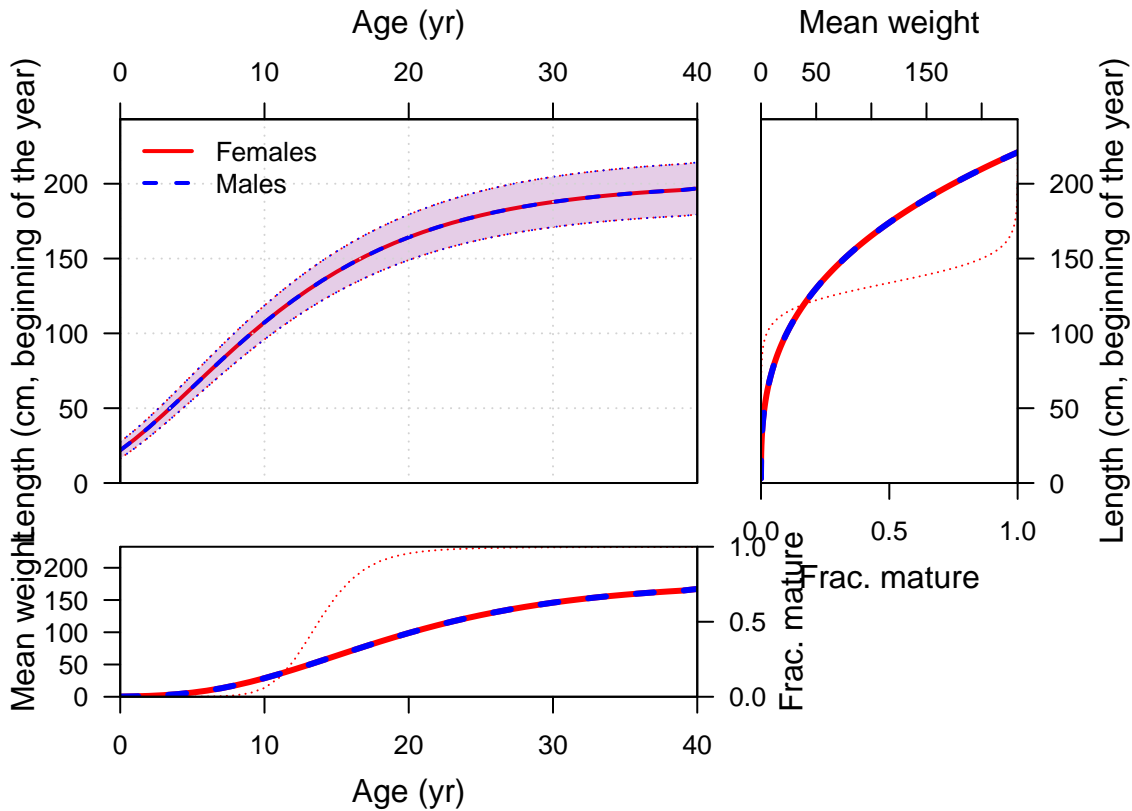 Age (yr)
Mean weight
0 10 20 30 40
0 50 150
Length (cm, beginning of the year)
0 50 100 150 200
Females
Males
0 50 100 150 200
Length (cm, beginning of the year)
0.0 0.5 1.0
Frac. mature
Mean weight
0 50 100 150 200
0.0 0.5 1.0
Frac. mature
0 10 20 30 40
Age (yr)